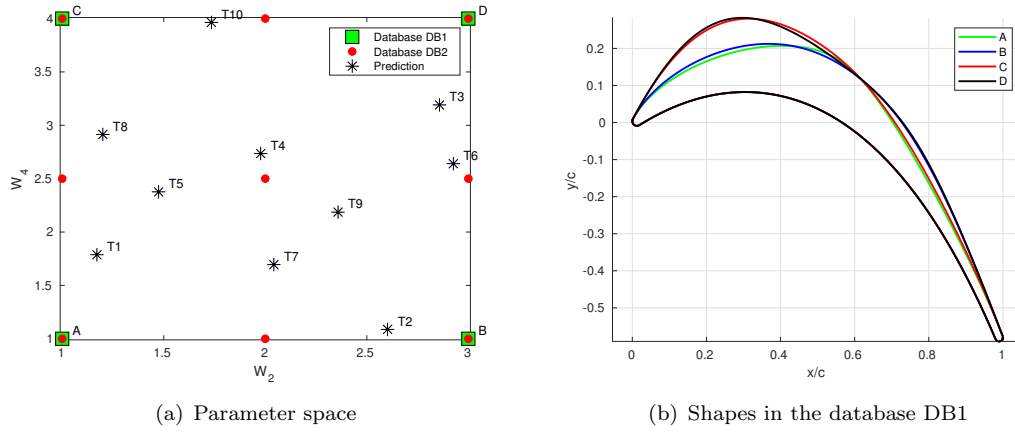 4
3.5
3
2.5
2
1.5
1
W4
1
1.5
2
2.5
3
W2
C
T10
D
Database DB1
Database DB2
Prediction
T3
T8
T4
T6
T5
T9
T1
T7
T2
A
B
(a) Parameter space
0.2
0.1
0
-0.1
-0.2
-0.3
-0.4
-0.5
y/c
0
0.2
0.4
0.6
0.8
1
x/c
A
B
C
D
(b) Shapes in the database DB1